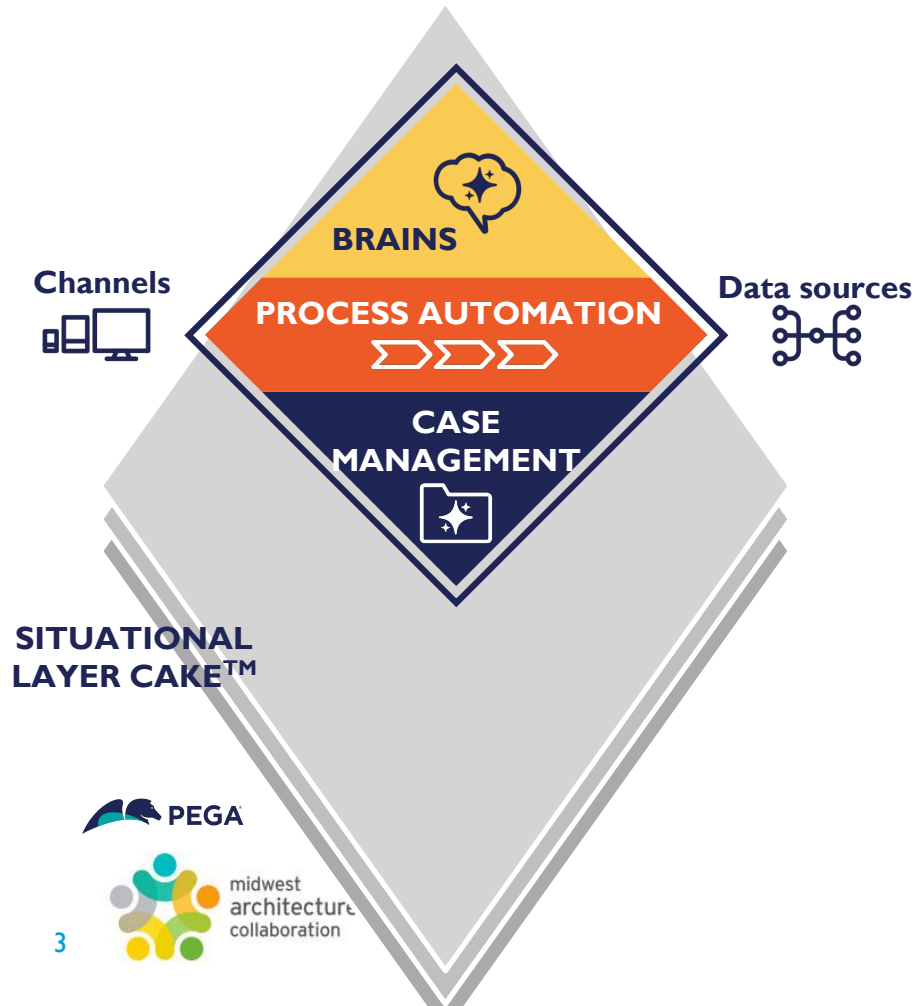 BRAINS
Channels
Data sources
PROCESS AUTOMATION
CASE
MANAGEMENT
SITUATIONAL
LAYER CAKE™
PEGA
midwest
architecture
collaboration
3